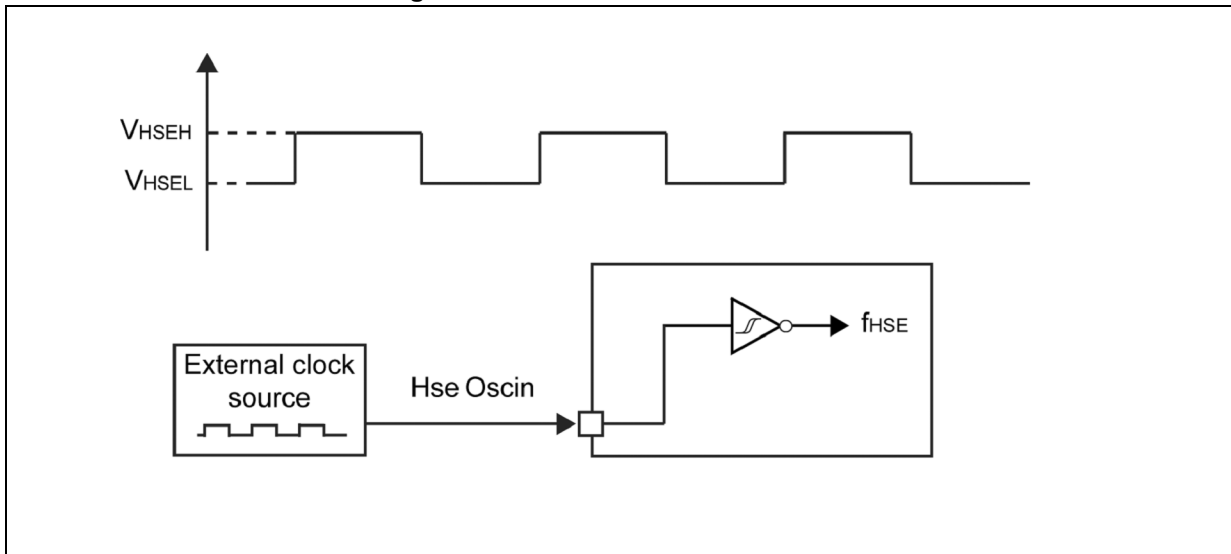 VHSEH
VHSEL
fHSE
External clock
source
Hse Oscin